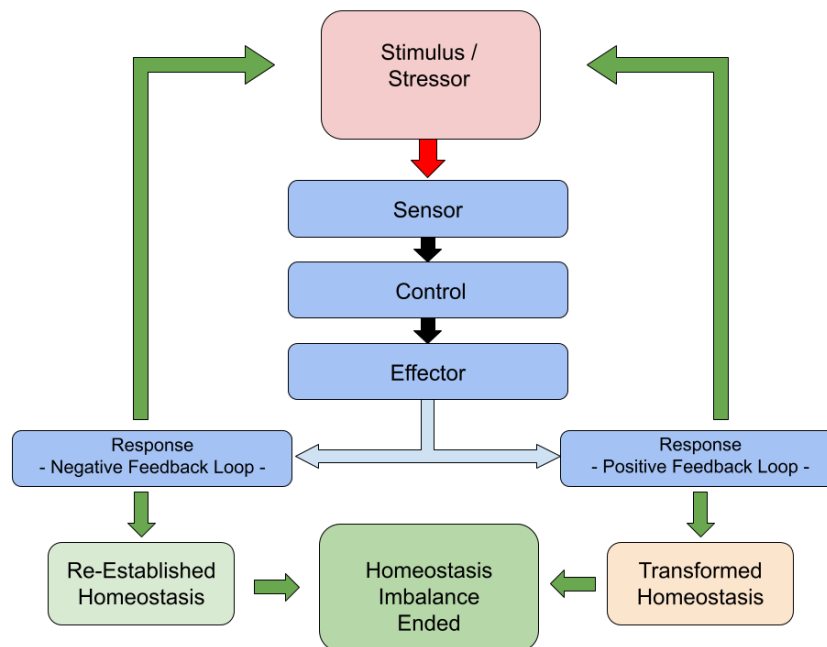 Stimulus /
Stressor
Sensor
Control
Effector
Response
- Negative Feedback Loop -
Response
- Positive Feedback Loop -
Re-Established
Homeostasis
Homeostasis
Imbalance
Ended
Transformed
Homeostasis